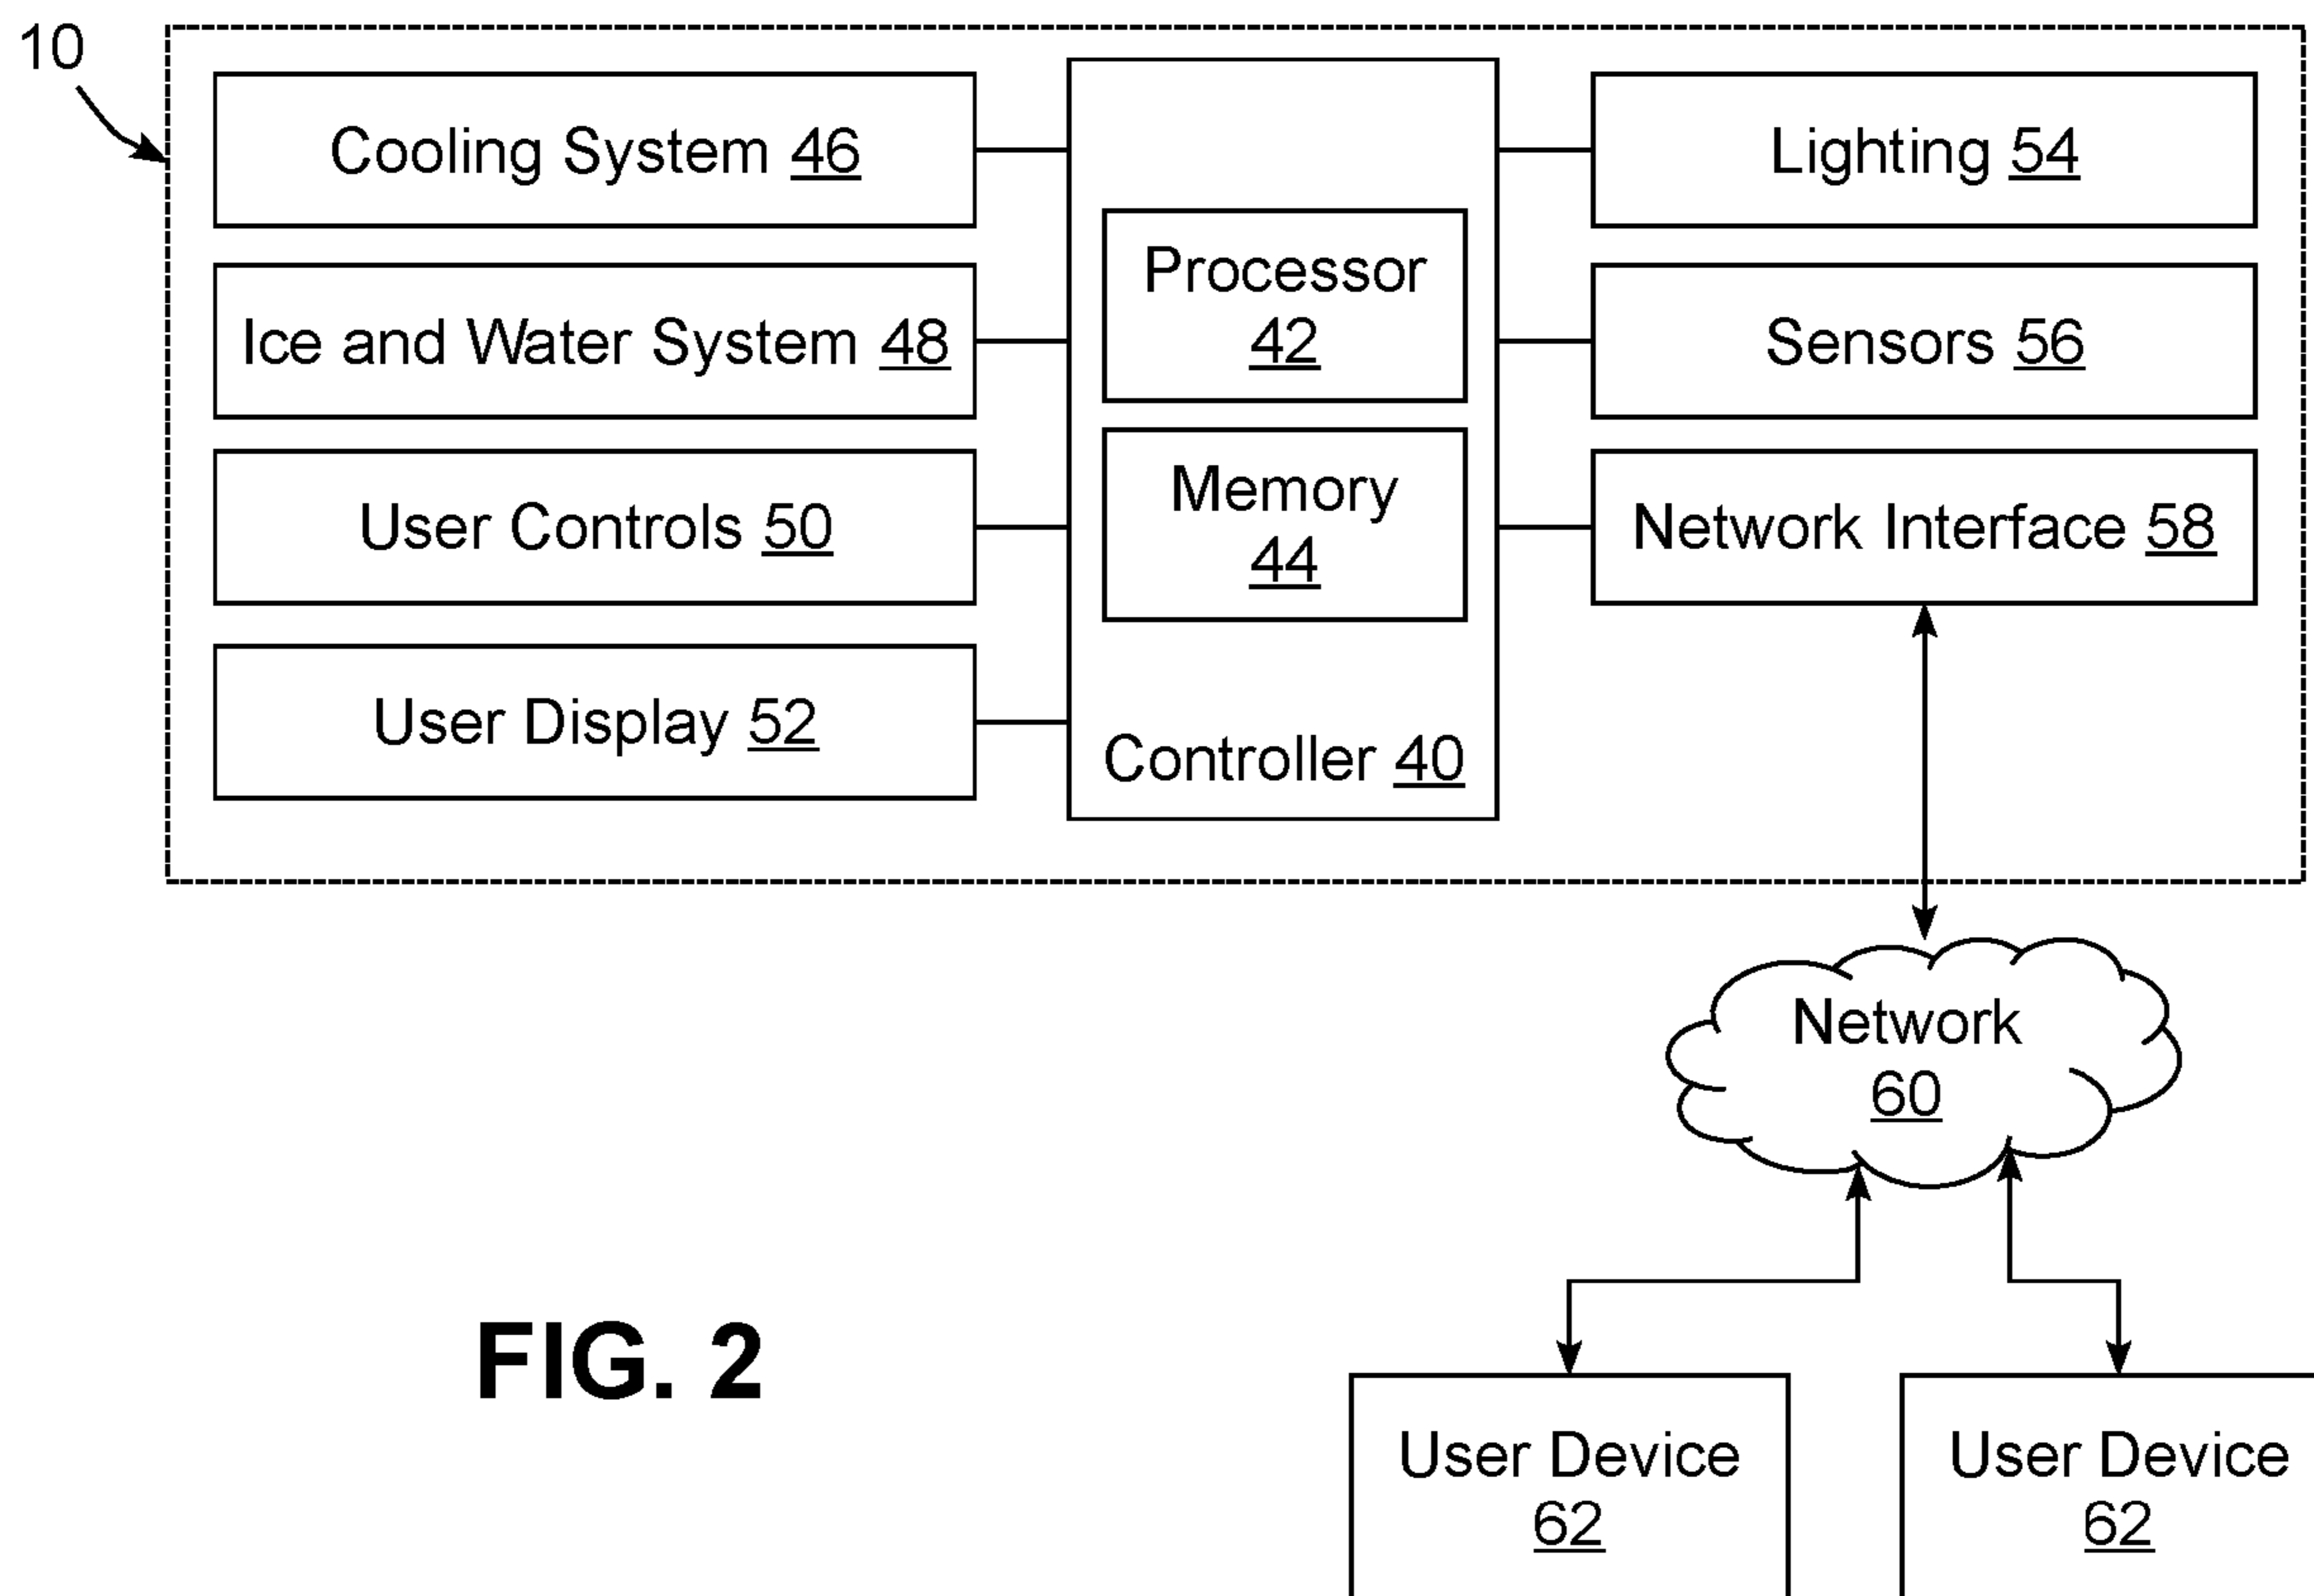 10
Cooling System 46
Ice and Water System 48
User Controls 50
User Display 52
Processor
42
Memory
44
Controller 40
Lighting 54
Sensors 56
Network Interface 58
Network
60
User Device
62
User Device
62
FIG. 2